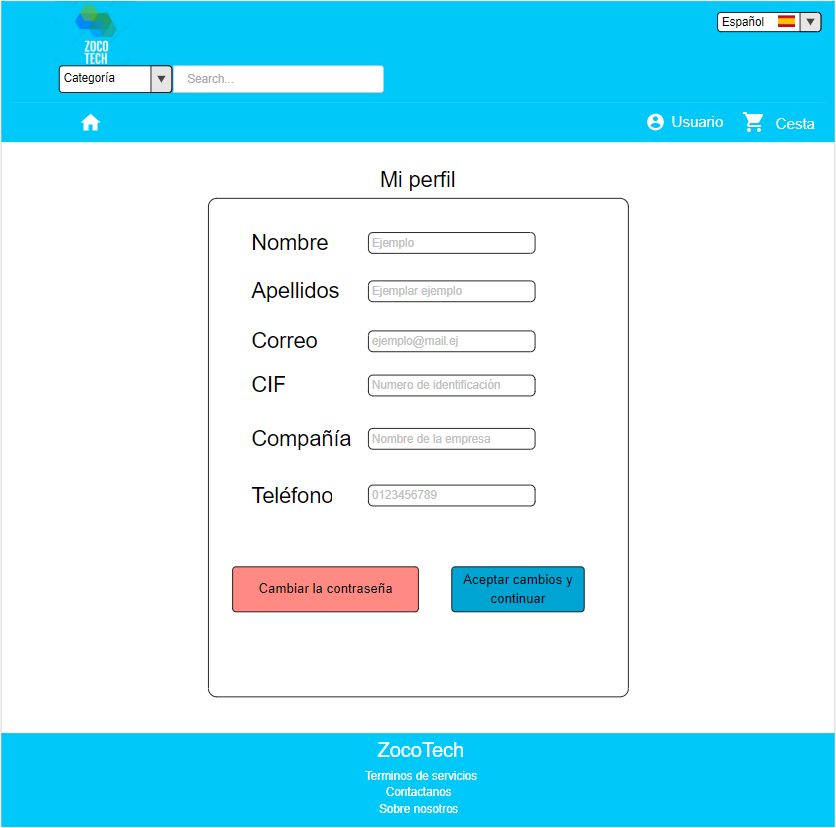 ZOCO
TECH
Español
Categoría
Search...
Usuario
Cesta
Mi perfil
Nombre
Ejemplo
Apellidos
Ejemplar ejemplo
Correo
ejemplo@mail.ej
CIF
Numero de identificación
Compañía
Nombre de la empresa
Teléfono
0123456789
Cambiar la contraseña
Aceptar cambios y
continuar
ZocoTech
Terminos de servicios
Contactanos
Sobre nosotros